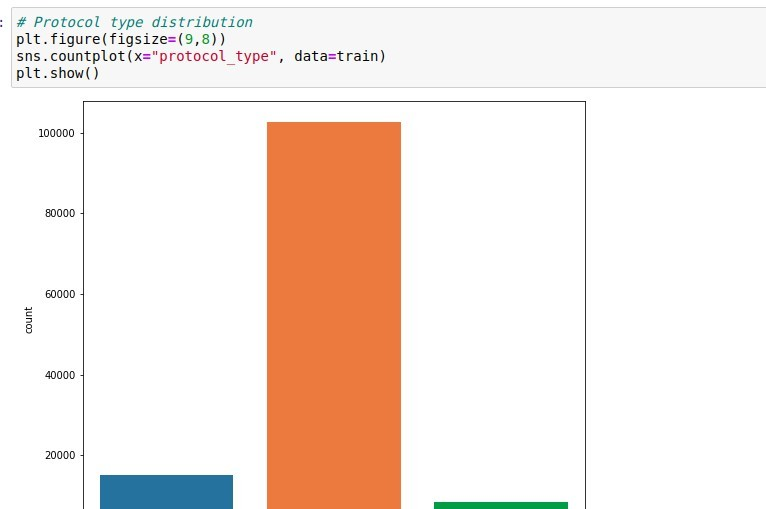 : # Protocol type distribution
plt.figure(figsize=(9,8))
sns.countplot(x="protocol_type", data=train)
plt.show()
100000
80000
60000
count
40000
20000